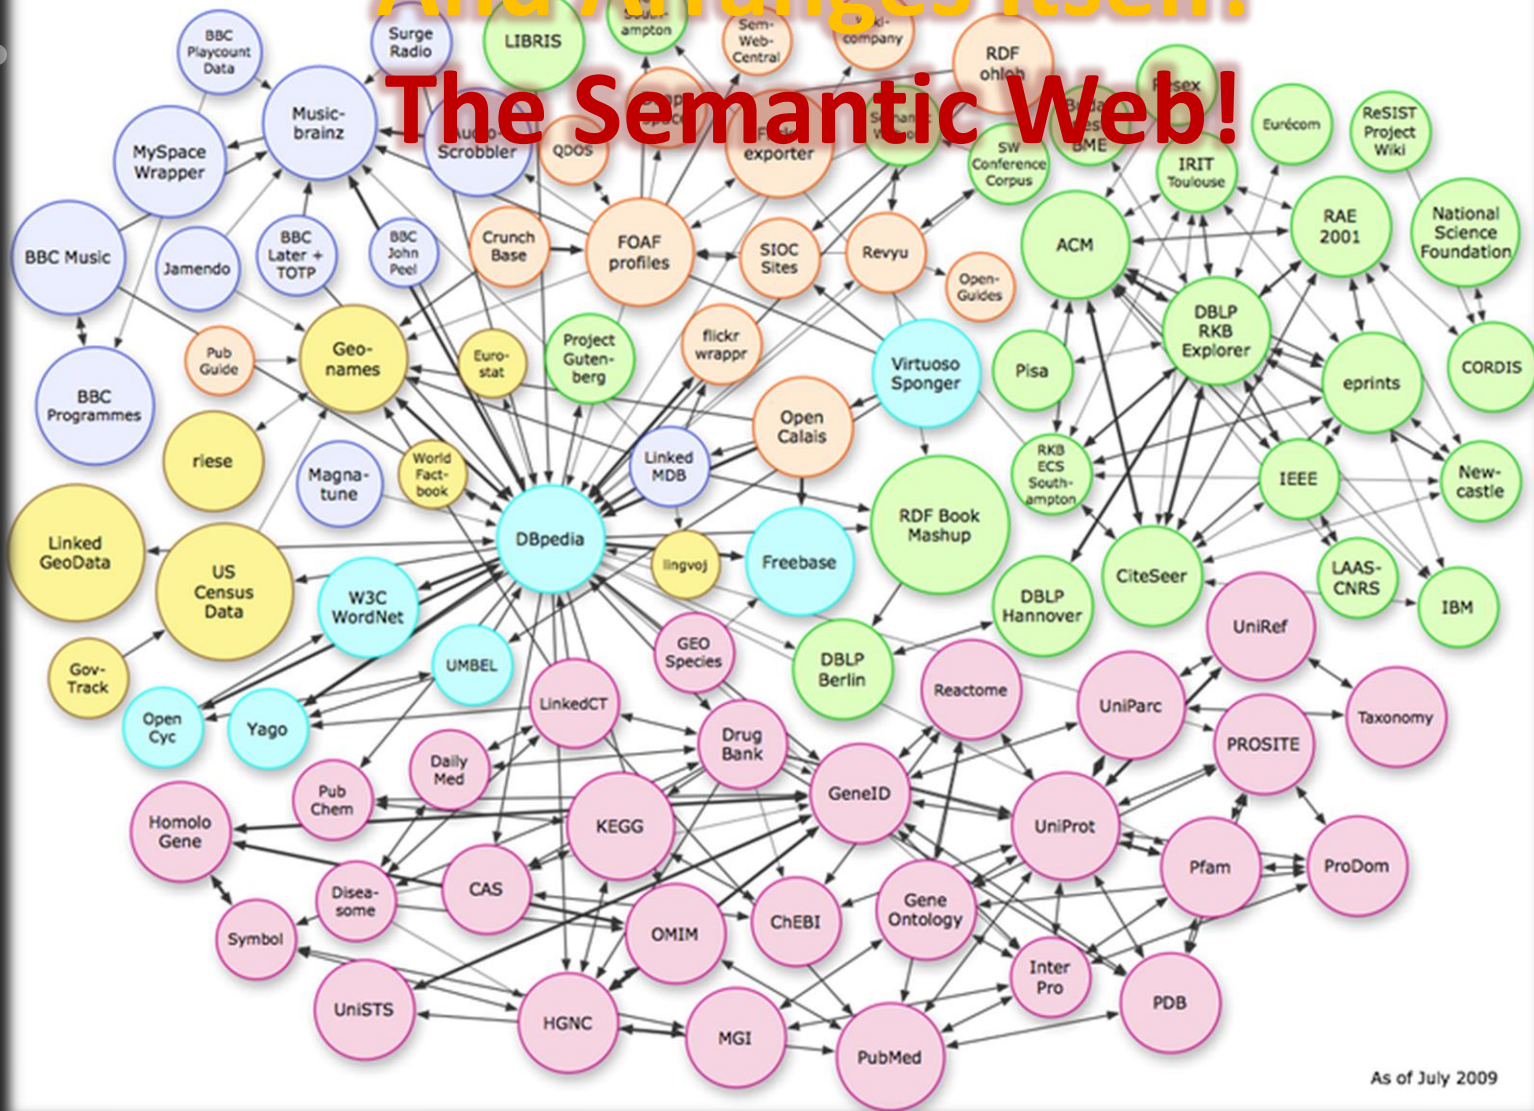 And Arranges Itself!
The Semantic Web!
BBC
Playcount
Data
Surge
Radio
LIBRIS
South-
ampton
Sem-
Web-
Central
company
RDF
ohloh
Music-
brainz
MySpace
Wrapper
Audio-
Scrobbler
QDOS
exporter
SW
Conference
Corpus
BME
IRIT
Toulouse
Eurécom
ReSIST
Project
Wiki
BBC Music
Jamendo
BBC
Later +
TOTP
BBC
John
Peel
Crunch
Base
FOAF
profiles
SIOC
Sites
Revyu
Open-
Guides
ACM
RAE
2001
National
Science
Foundation
BBC
Programmes
Pub
Guide
Geo-
names
Euro-
stat
Project
Guten-
berg
flickr
wrappr
Virtuoso
Sponger
Pisa
DBLP
RKB
Explorer
eprints
CORDIS
riese
Magna-
tune
World
Fact-
book
Linked
MDB
Open
Calais
RKB
ECS
South-
ampton
IEEE
New-
castle
Linked
GeoData
US
Census
Data
W3C
WordNet
DBpedia
lingvoj
Freebase
RDF Book
Mashup
DBLP
Hannover
CiteSeer
LAAS-
CNRS
IBM
Gov-
Track
Open
Cyc
Yago
UMBEL
GEO
Species
DBLP
Berlin
UniRef
LinkedCT
Reactome
UniParc
Taxonomy
Pub
Chem
Daily
Med
Drug
Bank
PROSITE
Homolo
Gene
KEGG
GeneID
UniProt
Pfam
ProDom
Disea-
some
CAS
Symbol
OMIM
ChEBI
Gene
Ontology
Inter
Pro
PDB
UniSTS
HGNC
MGI
PubMed
As of July 2009